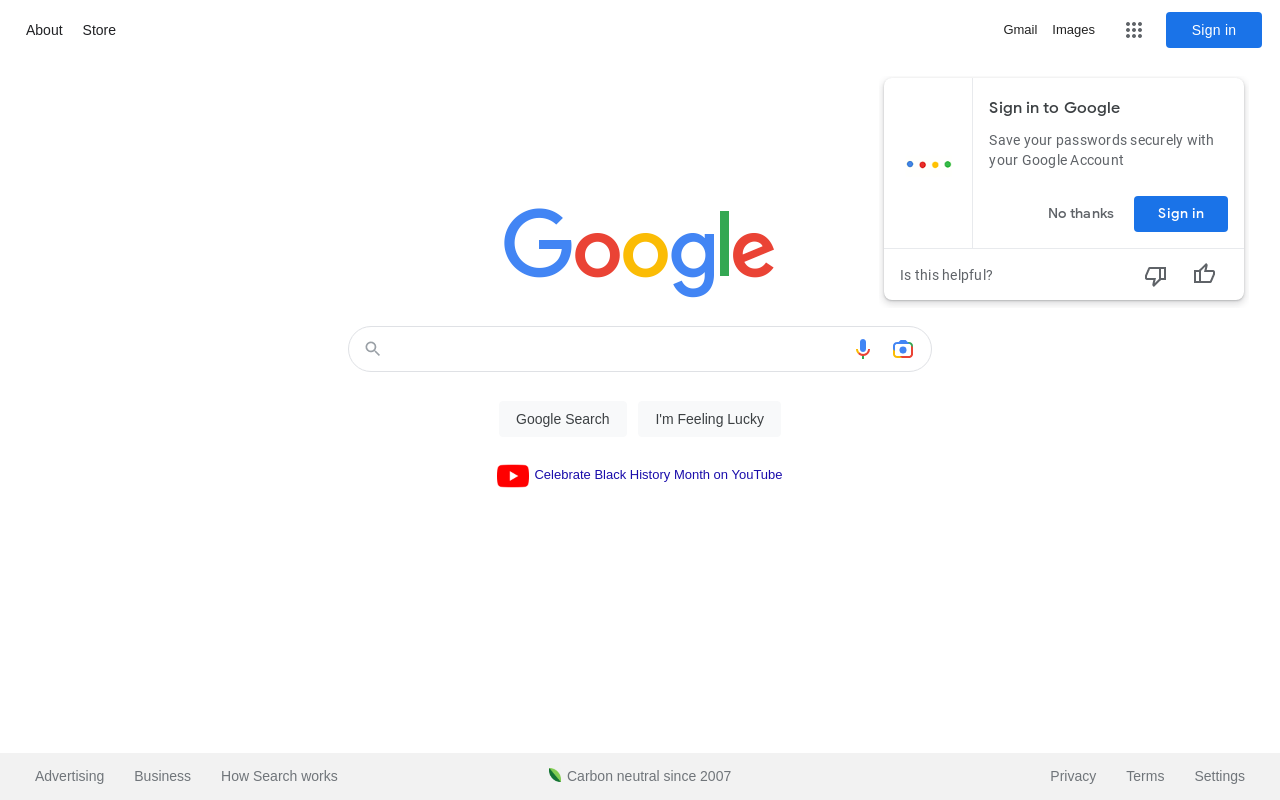 About Store
Gmail Images Sign in
Sign in to Google
Save your passwords securely with
your Google Account
No thanks Sign in
Is this helpful?
Google
Google Search I'm Feeling Lucky
Celebrate Black History Month on YouTube
Advertising Business How Search works
Carbon neutral since 2007
Privacy Terms Settings